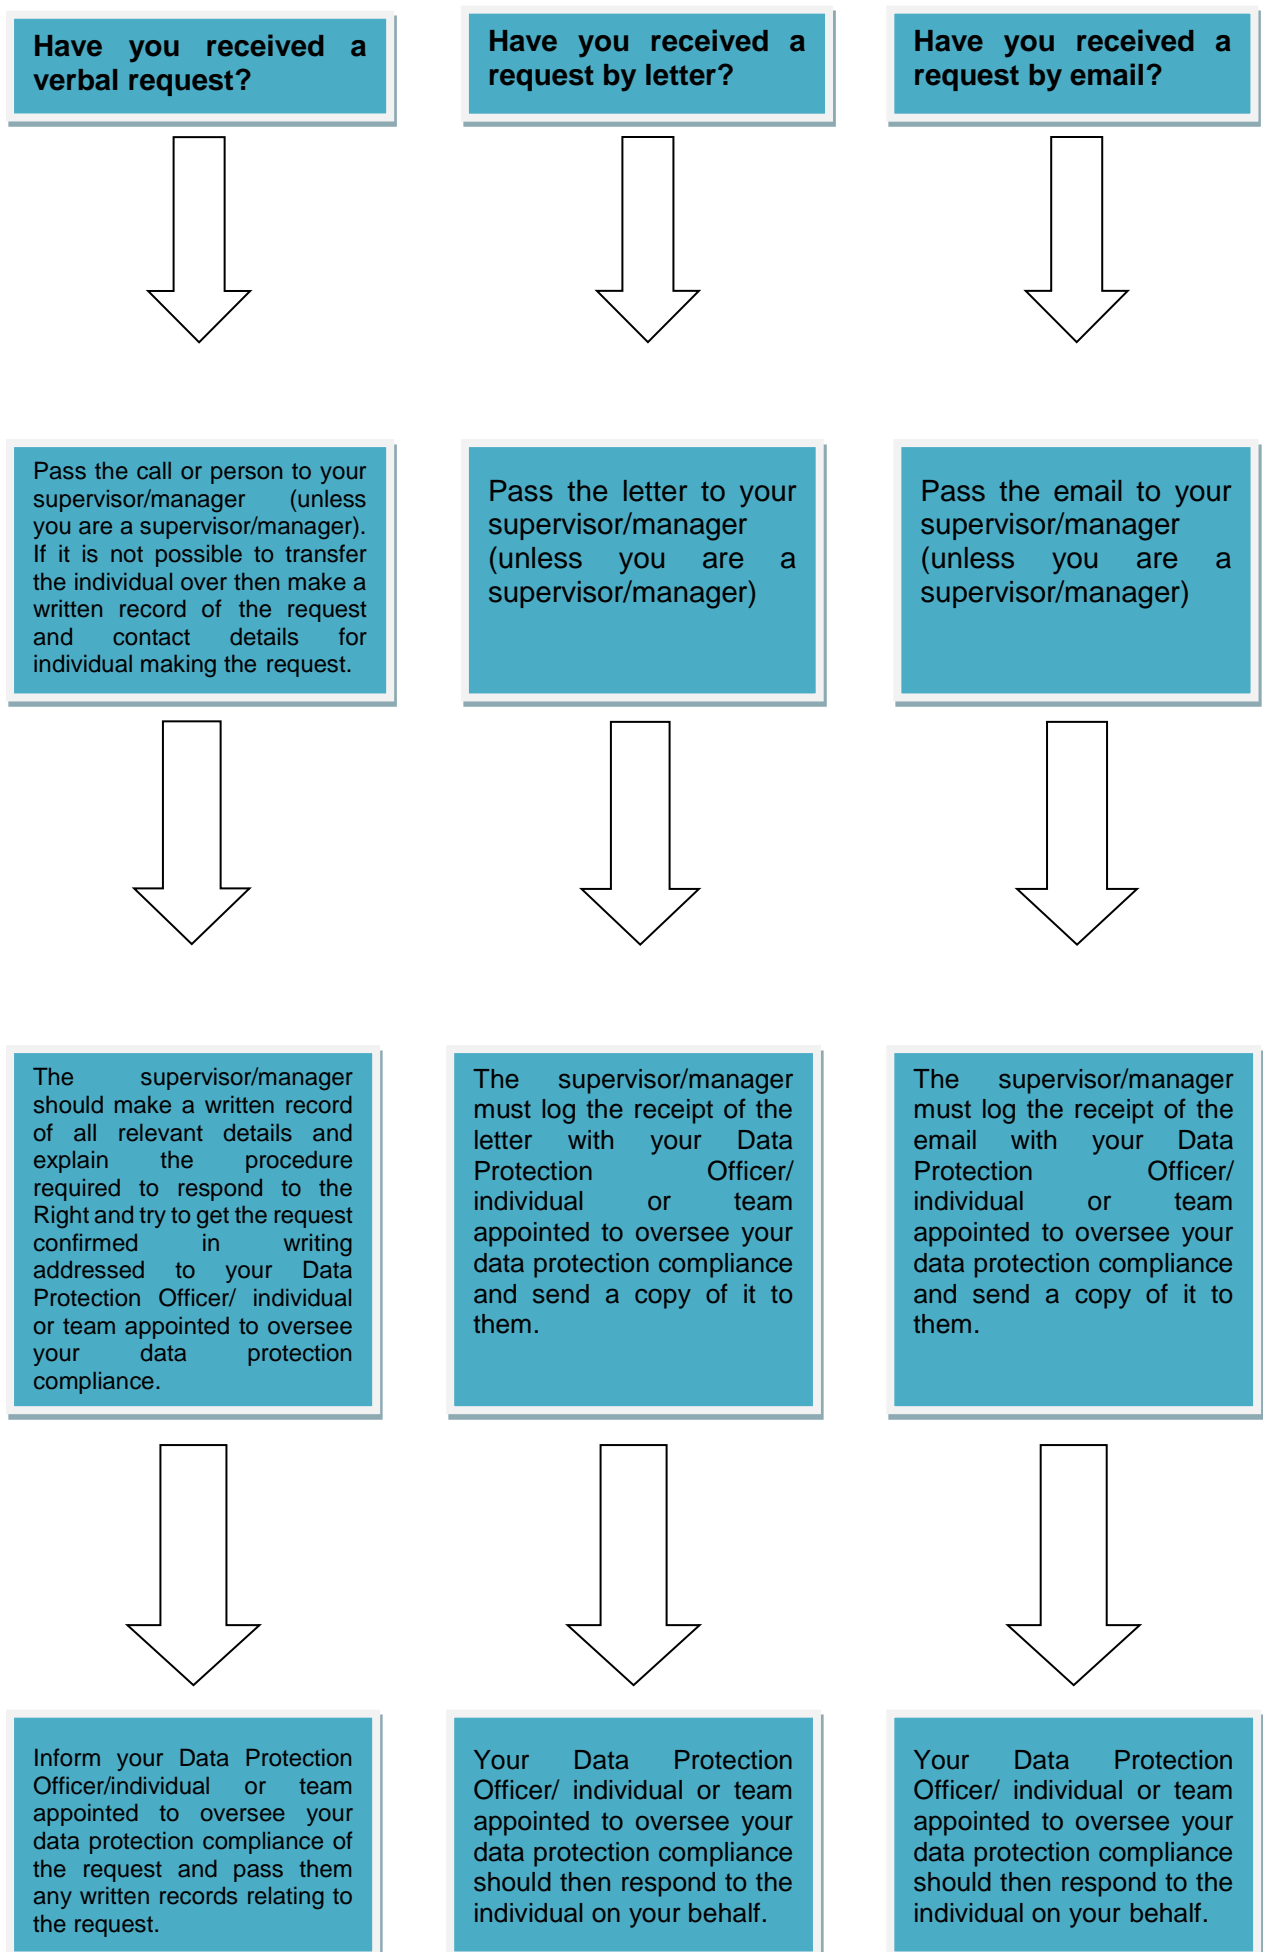 Have you received a
verbal request?
Have you received a
request by letter?
Have you received a
request by email?
Pass the call or person to your
supervisor/manager (unless
you are a supervisor/manager).
If it is not possible to transfer
the individual over then make a
written record of the request
and contact details for
individual making the request.
Pass the letter to your
supervisor/manager
(unless you are a
supervisor/manager)
Pass the email to your
supervisor/manager
(unless you are a
supervisor/manager)
The supervisor/manager
should make a written record
of all relevant details and
explain the procedure
required to respond to the
Right and try to get the request
confirmed in writing
addressed to your Data
Protection Officer/ individual
or team appointed to oversee
your data protection
compliance.
The supervisor/manager
must log the receipt of the
letter with your Data
Protection Officer/
individual or team
appointed to oversee your
data protection compliance
and send a copy of it to
them.
The supervisor/manager
must log the receipt of the
email with your Data
Protection Officer/
individual or team
appointed to oversee your
data protection compliance
and send a copy of it to
them.
Inform your Data Protection
Officer/individual or team
appointed to oversee your
data protection compliance of
the request and pass them
any written records relating to
the request.
Your Data Protection
Officer/ individual or team
appointed to oversee your
data protection compliance
should then respond to the
individual on your behalf.
Your Data Protection
Officer/ individual or team
appointed to oversee your
data protection compliance
should then respond to the
individual on your behalf.